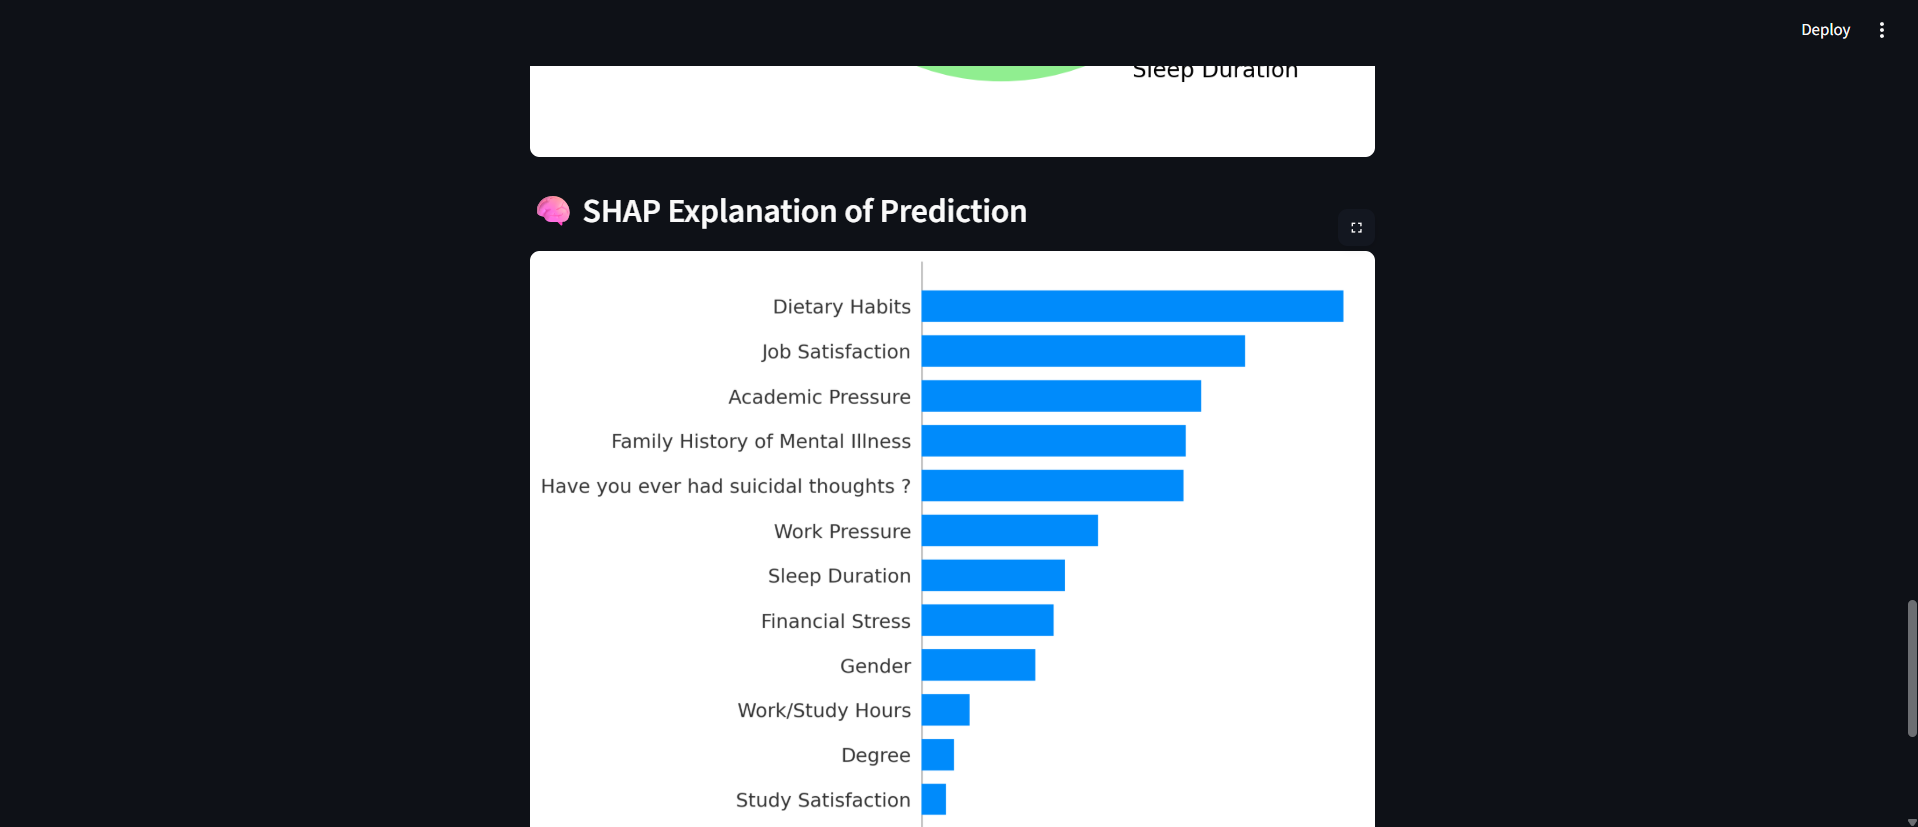 Deploy
Sleep Duration
SHAP Explanation of Prediction
Dietary Habits
Job Satisfaction
Academic Pressure
Family History of Mental Illness
Have you ever had suicidal thoughts ?
Work Pressure
Sleep Duration
Financial Stress
Gender
Work/Study Hours
Degree
Study Satisfaction